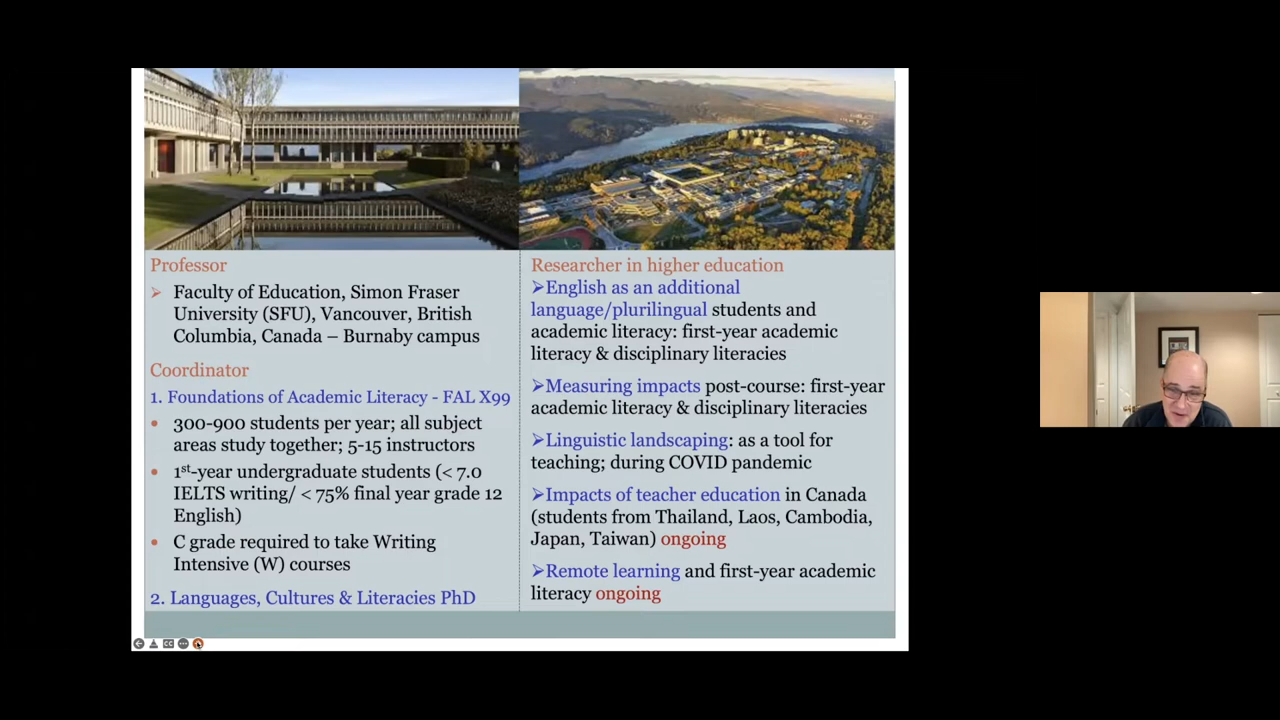 Professor
➢ Faculty of Education, Simon Fraser
University (SFU), Vancouver, British
Columbia, Canada – Burnaby campus
Coordinator
1. Foundations of Academic Literacy - FAL X99
• 300-900 students per year; all subject
areas study together; 5-15 instructors
• 1st-year undergraduate students (< 7.0
IELTS writing/ < 75% final year grade 12
English)
• C grade required to take Writing
Intensive (W) courses
2. Languages, Cultures & Literacies PhD
Researcher in higher education
➢English as an additional
language/plurilingual students and
academic literacy: first-year academic
literacy & disciplinary literacies
➢Measuring impacts post-course: first-year
academic literacy & disciplinary literacies
➢Linguistic landscaping: as a tool for
teaching; during COVID pandemic
➢Impacts of teacher education in Canada
(students from Thailand, Laos, Cambodia,
Japan, Taiwan) ongoing
➢Remote learning and first-year academic
literacy ongoing